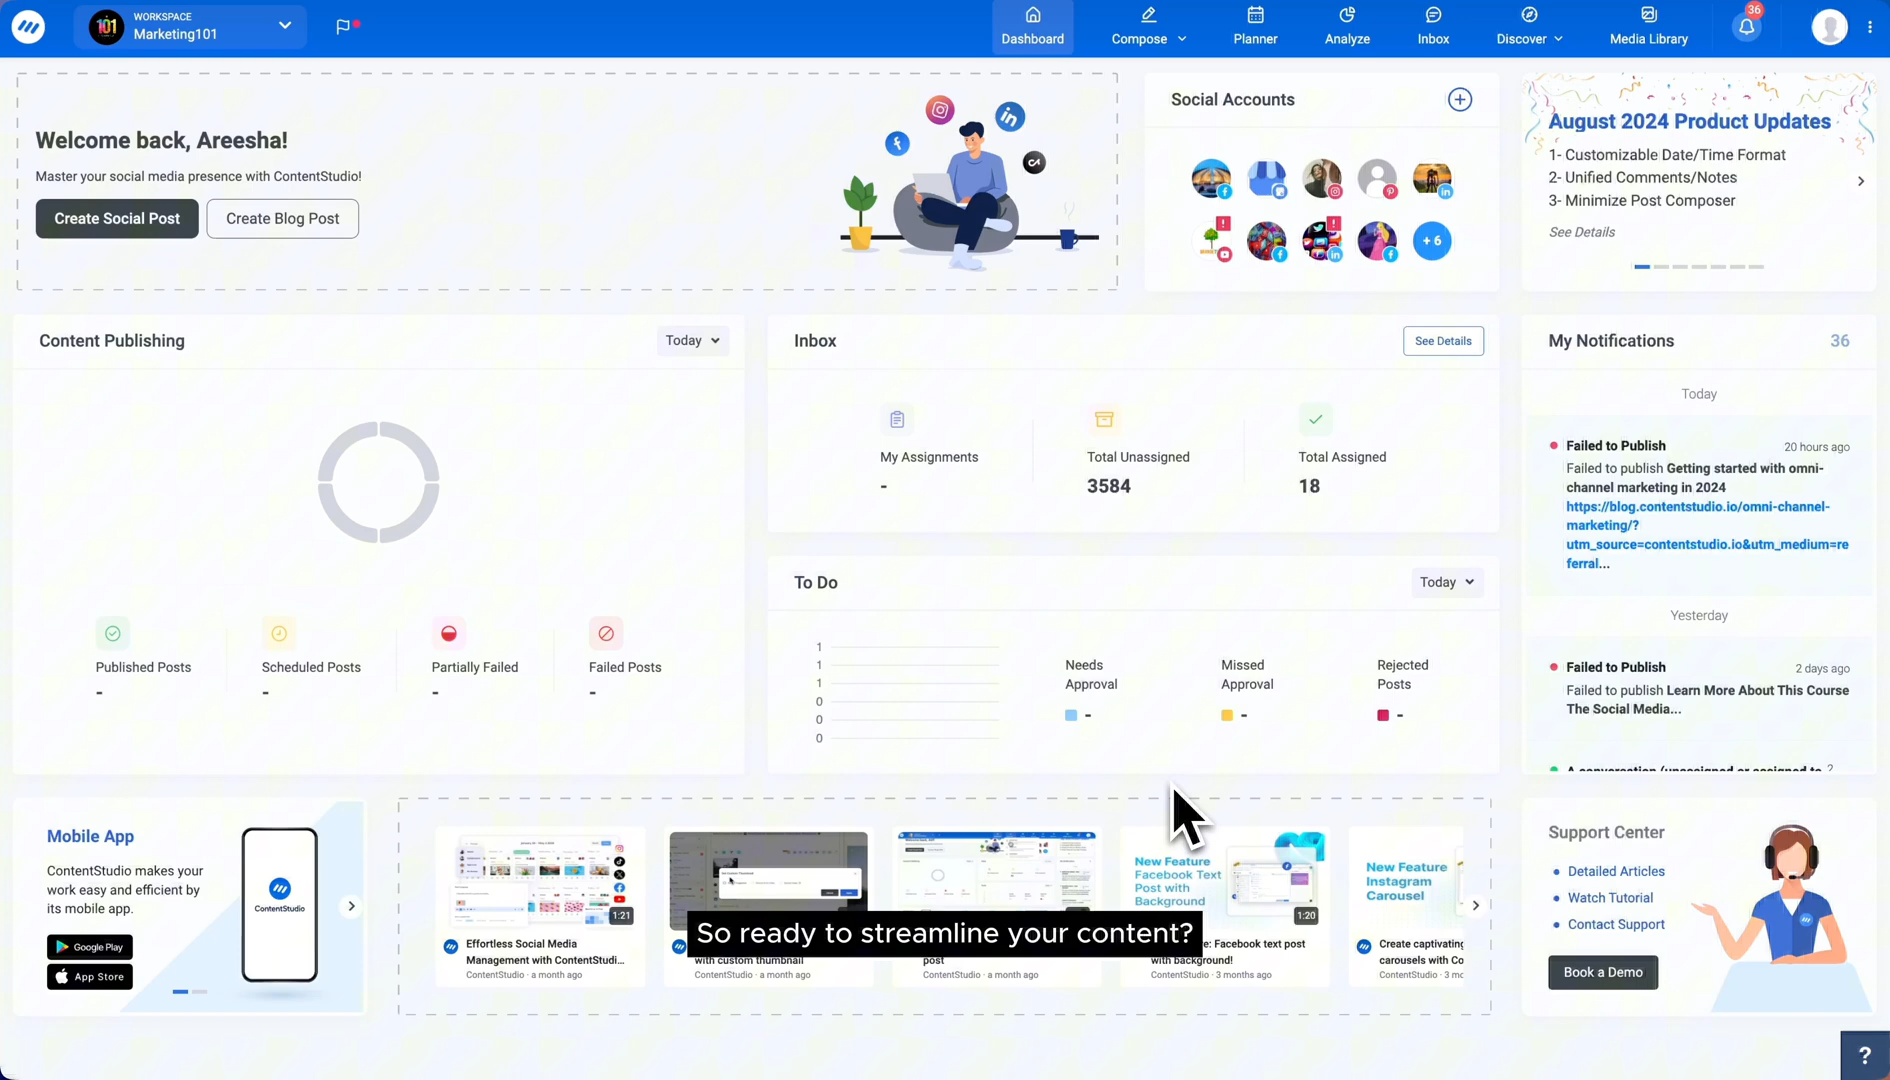 WORKSPACE
Marketing101
Dashboard
Compose
Planner
Analyze
Inbox
Discover
Media Library
36
Welcome back, Areesha!
Master your social media presence with ContentStudio!
Create Social Post
Create Blog Post
Social Accounts
+ 6
August 2024 Product Updates
1- Customizable Date/Time Format
2- Unified Comments/Notes
3- Minimize Post Composer
See Details
Content Publishing
Today
Published Posts
-
Scheduled Posts
-
Partially Failed
-
Failed Posts
-
Inbox
See Details
My Assignments
-
Total Unassigned
3584
Total Assigned
18
To Do
Today
1
1
1
0
0
0
Needs
Approval
-
Missed
Approval
-
Rejected
Posts
-
My Notifications
36
Today
Failed to Publish
20 hours ago
Failed to publish Getting started with omni-
channel marketing in 2024
https://blog.contentstudio.io/omni-channel-
marketing/?
utm_source=contentstudio.io&utm_medium=re
ferral...
Yesterday
Failed to Publish
2 days ago
Failed to publish Learn More About This Course
The Social Media...
A conversation (unassigned or assigned to
Mobile App
ContentStudio makes your
work easy and efficient by
its mobile app.
Google Play
App Store
ContentStudio
1:21
Effortless Social Media
Management with ContentStudi...
ContentStudio · a month ago
with custom thumbnail
ContentStudio · a month ago
post
ContentStudio · a month ago
New Feature
Facebook Text
Post with
Background
1:20
e: Facebook text post
with background!
ContentStudio · 3 months ago
New Feature
Instagram
Carousel
Create captivating
carousels with Co
ContentStudio · 3 mo
So ready to streamline your content?
Support Center
Detailed Articles
Watch Tutorial
Contact Support
Book a Demo
?